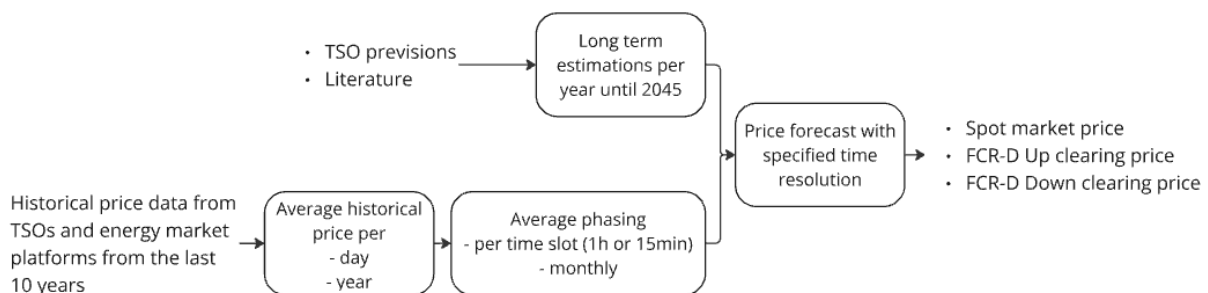 • TSO previsions
• Literature
Long term
estimations per
year until 2045
Price forecast with
specified time
resolution
• Spot market price
• FCR-D Up clearing price
• FCR-D Down clearing price
Historical price data from
TSOs and energy market
platforms from the last
10 years
Average historical
price per
- day
- year
Average phasing
- per time slot (1h or 15min)
- monthly